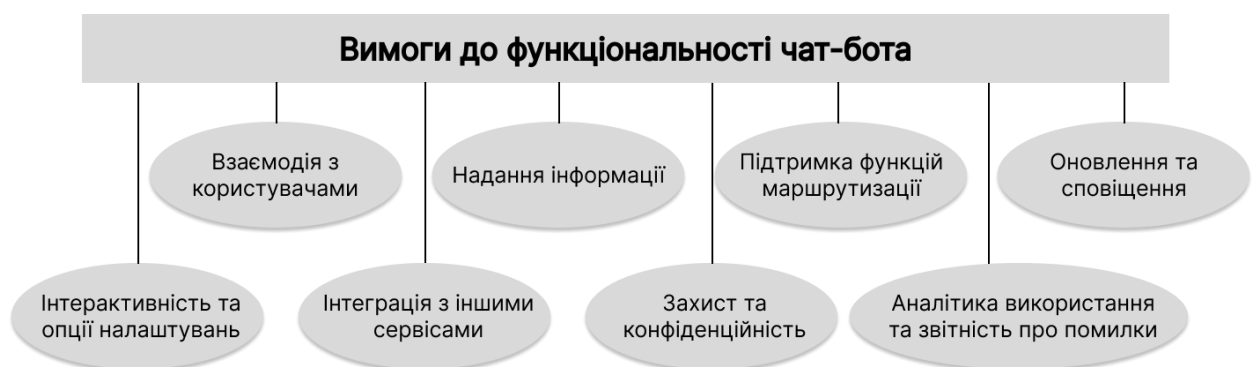 Вимоги до функціональності чат-бота
Взаємодія з
користувачами
Надання інформації
Підтримка функцій
маршрутизації
Оновлення та
сповіщення
Інтерактивність та
опції налаштувань
Інтеграція з іншими
сервісами
Захист та
конфіденційність
Аналітика використання
та звітність про помилки